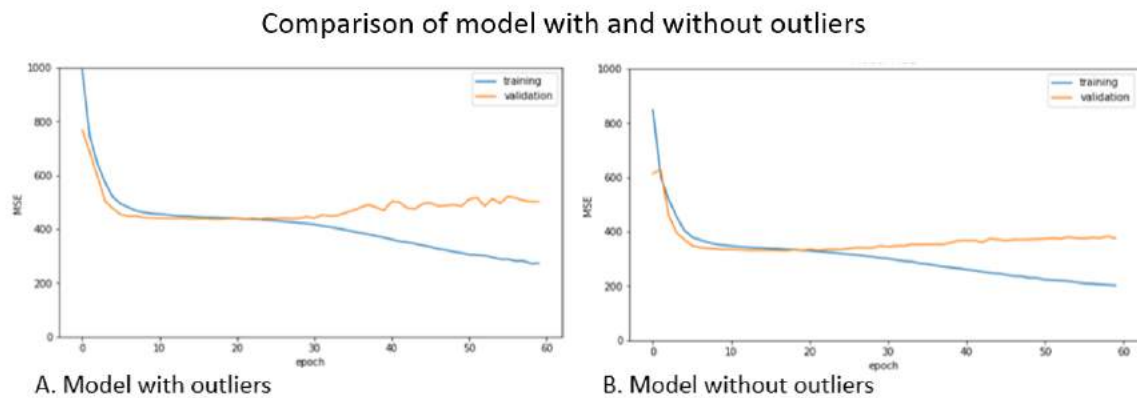 Comparison of model with and without outliers
1000
800
600
400
200
0
MSE
0 10 20 30 40 50 60
epoch
training
validation
A. Model with outliers
1000
800
600
400
200
0
MSE
0 10 20 30 40 50 60
epoch
training
validation
B. Model without outliers